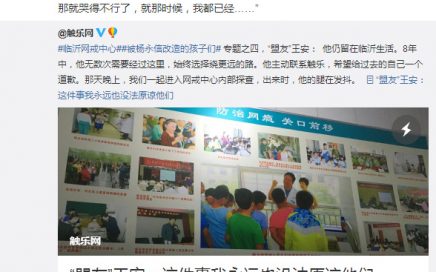 那就哭得不行了,就那时候,我都已经……"
@触乐网
#临沂网戒中心##被杨永信改造的孩子们# 专题之四,“盟友”王安: 他仍留在临沂生活。8年
中,他无数次需要经过这里,始终选择绕更远的路。他主动联系触乐,希望给过去的自己一个
道歉。那天晚上,我们一起进入网戒中心内部探查,出来时,他的腿在发抖。 “盟友”王安:
这件事我永远也没法原谅他们
防治网瘾 关口前移
触乐网
“盟友”王安:这件事我永远也没法原谅他们